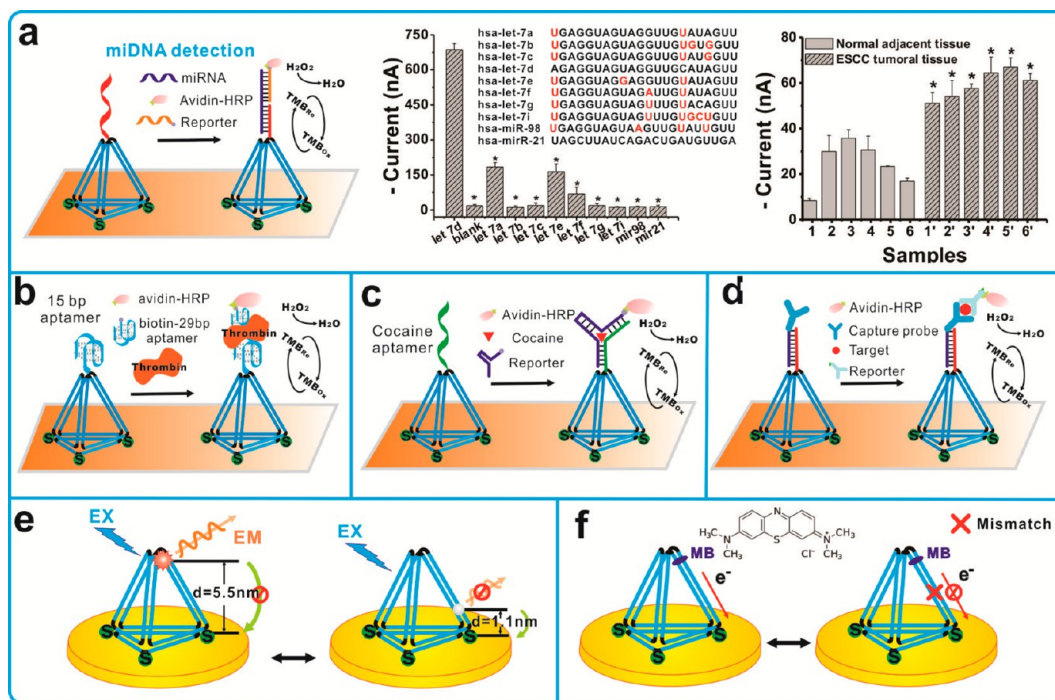 a
miDNA detection
miRNA
Avidin-HRP
Reporter
H₂O₂
H₂O
TMBRe
TMBOx
S
S
S
S
S
S
- Current (nA)
750
600
450
300
150
0
hsa-let-7a UGAGGUAGUAGGUUGUAUAGUU
hsa-let-7b UGAGGUAGUAGGUUGUGUGGUU
hsa-let-7c UGAGGUAGUAGGUUGUAUGGUU
hsa-let-7d AGAGGUAGUAGGUUGCAUAGUU
hsa-let-7e UGAGGUAGGAGGUUGUAUAGUU
hsa-let-7f UGAGGUAGUAGAUUGUAUAGUU
hsa-let-7g UGAGGUAGUAGUUUGUACAGUU
hsa-let-7i UGAGGUAGUAGUUUGUGCUGUU
hsa-miR-98 UGAGGUAGUAAGUUGUAUUGUU
hsa-mirR-21 UAGCUUAUCAGACUGAUGUUGA
* * * * * * * * *
let 7d
blank
let 7a
let 7b
let 7c
let 7e
let 7f
let 7g
let 7i
mir98
mir21
- Current (nA)
80
60
40
20
0
Normal adjacent tissue
ESCC tumoral tissue
* * * * * *
1 2 3 4 5 6 1' 2' 3' 4' 5' 6'
Samples
b
15 bp
aptamer
avidin-HRP
biotin-29bp
aptamer
Thrombin
Thrombin
H₂O₂
H₂O
TMBRe
TMBOx
S
S
S
S
S
S
c
Cocaine
aptamer
Avidin-HRP
Cocaine
Reporter
H₂O₂
H₂O
TMBRe
TMBOx
S
S
S
S
S
S
d
Avidin-HRP
Capture probe
Target
Reporter
H₂O₂
H₂O
TMBRe
TMBOx
S
S
S
S
S
S
e
EX
EM
d=5.5nm
S
S
S
EX
d=1.1nm
S
S
S
f
MB
e-
S
S
S
N
H₃C
N
CH₃
S
Cl⁻
N⁺
CH₃
CH₃
Mismatch
MB
e-
S
S
S